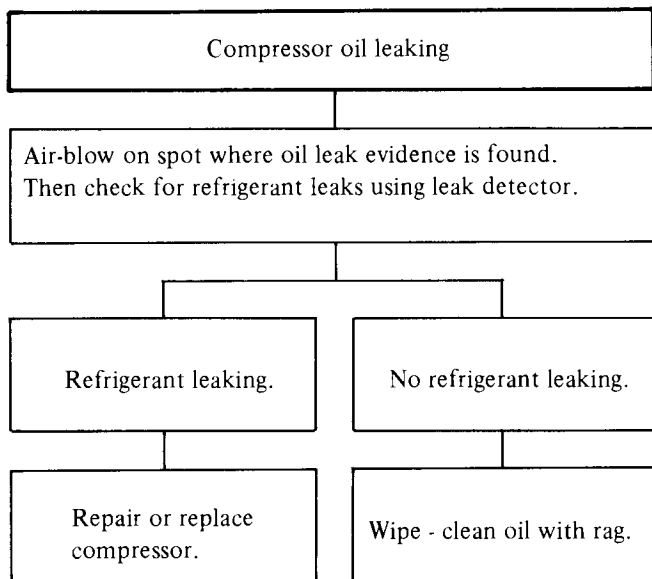 Compressor oil leaking
Air-blow on spot where oil leak evidence is found.
Then check for refrigerant leaks using leak detector.
Refrigerant leaking.
No refrigerant leaking.
Repair or replace
compressor.
Wipe - clean oil with rag.